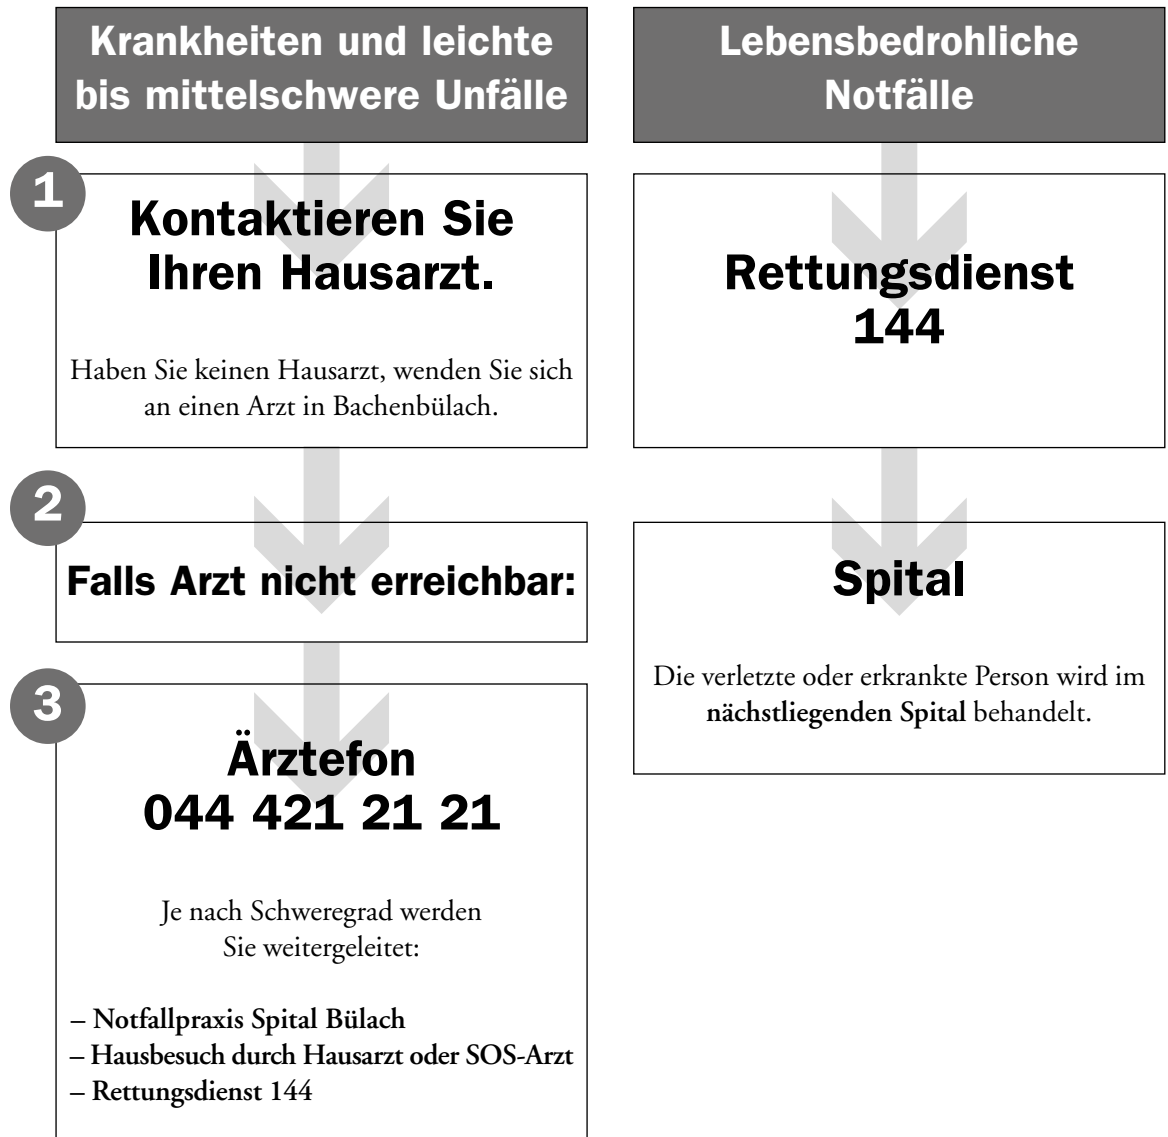 Krankheiten und leichte
bis mittelschwere Unfälle
1
Kontaktieren Sie
Ihren Hausarzt.
Haben Sie keinen Hausarzt, wenden Sie sich
an einen Arzt in Bachenbülach.
2
Falls Arzt nicht erreichbar:
3
Ärztefon
044 421 21 21
Je nach Schweregrad werden
Sie weitergeleitet:
– Notfallpraxis Spital Bülach
– Hausbesuch durch Hausarzt oder SOS-Arzt
– Rettungsdienst 144
Lebensbedrohliche
Notfälle
Rettungsdienst
144
Spital
Die verletzte oder erkrankte Person wird im
nächstliegenden Spital behandelt.